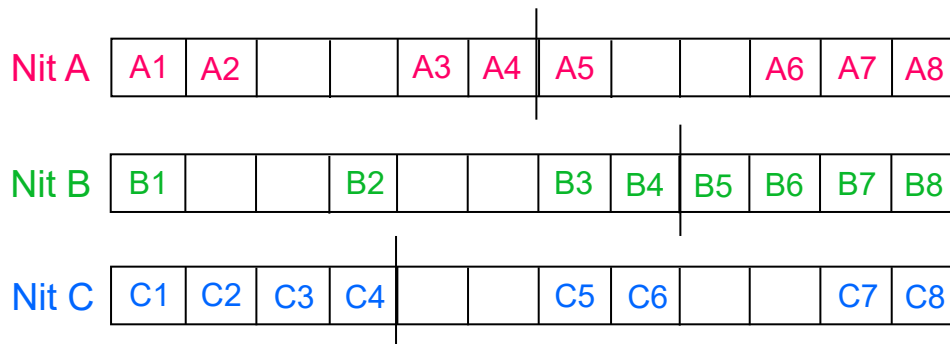 Nit A A1 A2 A3 A4 A5 A6 A7 A8
Nit B B1 B2 B3 B4 B5 B6 B7 B8
Nit C C1 C2 C3 C4 C5 C6 C7 C8